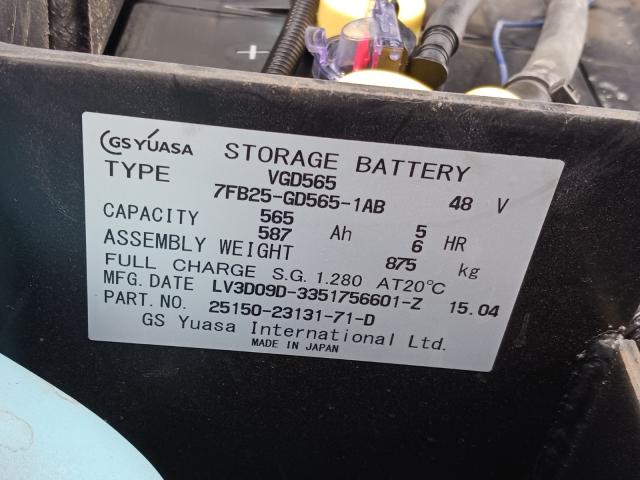 GS YUASA STORAGE BATTERY
TYPE VGD565
7FB25-GD565-1AB 48 V
CAPACITY 565 Ah 5 HR
587 6
ASSEMBLY WEIGHT 875 kg
FULL CHARGE S.G. 1.280 AT20℃
MFG. DATE LV3D09D-3351756601-Z 15.04
PART. NO. 25150-23131-71-D
GS Yuasa International Ltd.
MADE IN JAPAN